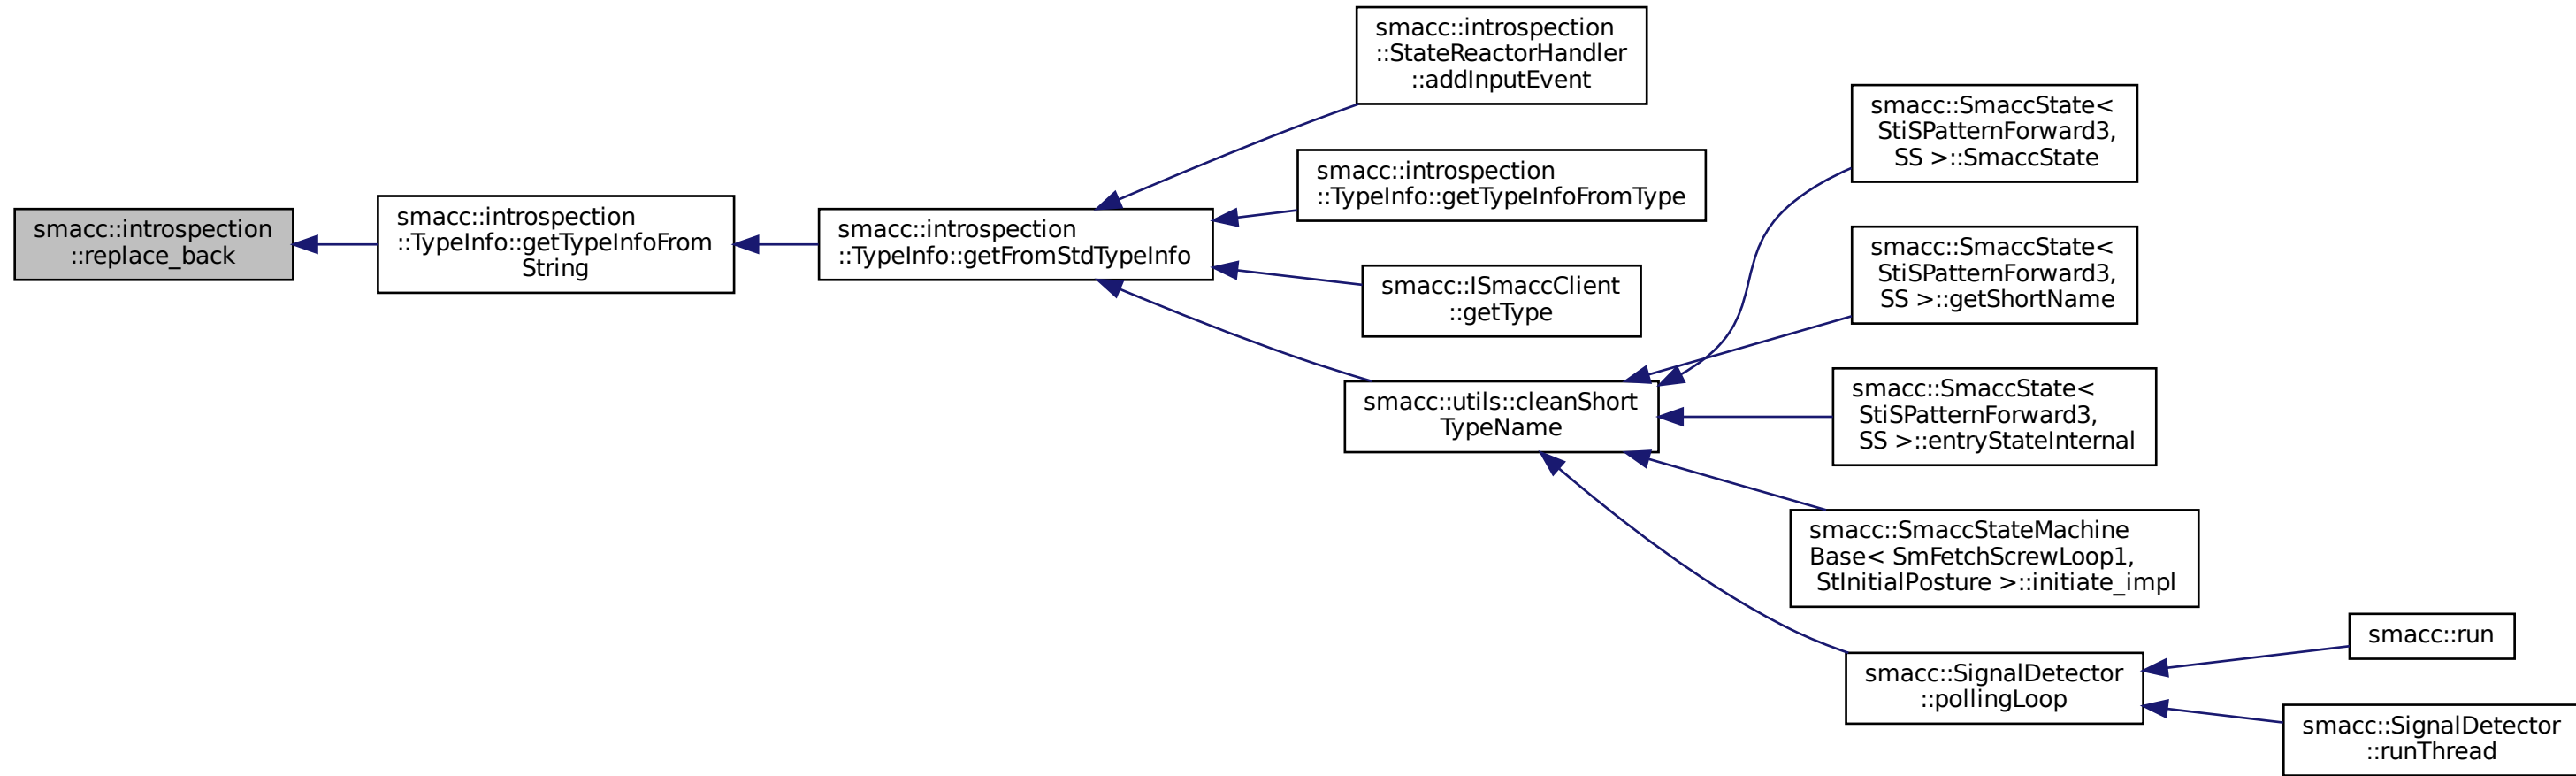 smacc::introspection
::replace_back
smacc::introspection
::TypeInfo::getTypeInfoFrom
String
smacc::introspection
::TypeInfo::getFromStdTypeInfo
smacc::introspection
::StateReactorHandler
::addInputEvent
smacc::introspection
::TypeInfo::getTypeInfoFromType
smacc::ISmaccClient
::getType
smacc::utils::cleanShort
TypeName
smacc::SmaccState<
StiSPatternForward3,
SS >::SmaccState
smacc::SmaccState<
StiSPatternForward3,
SS >::getShortName
smacc::SmaccState<
StiSPatternForward3,
SS >::entryStateInternal
smacc::SmaccStateMachine
Base< SmFetchScrewLoop1,
StInitialPosture >::initiate_impl
smacc::SignalDetector
::pollingLoop
smacc::run
smacc::SignalDetector
::runThread